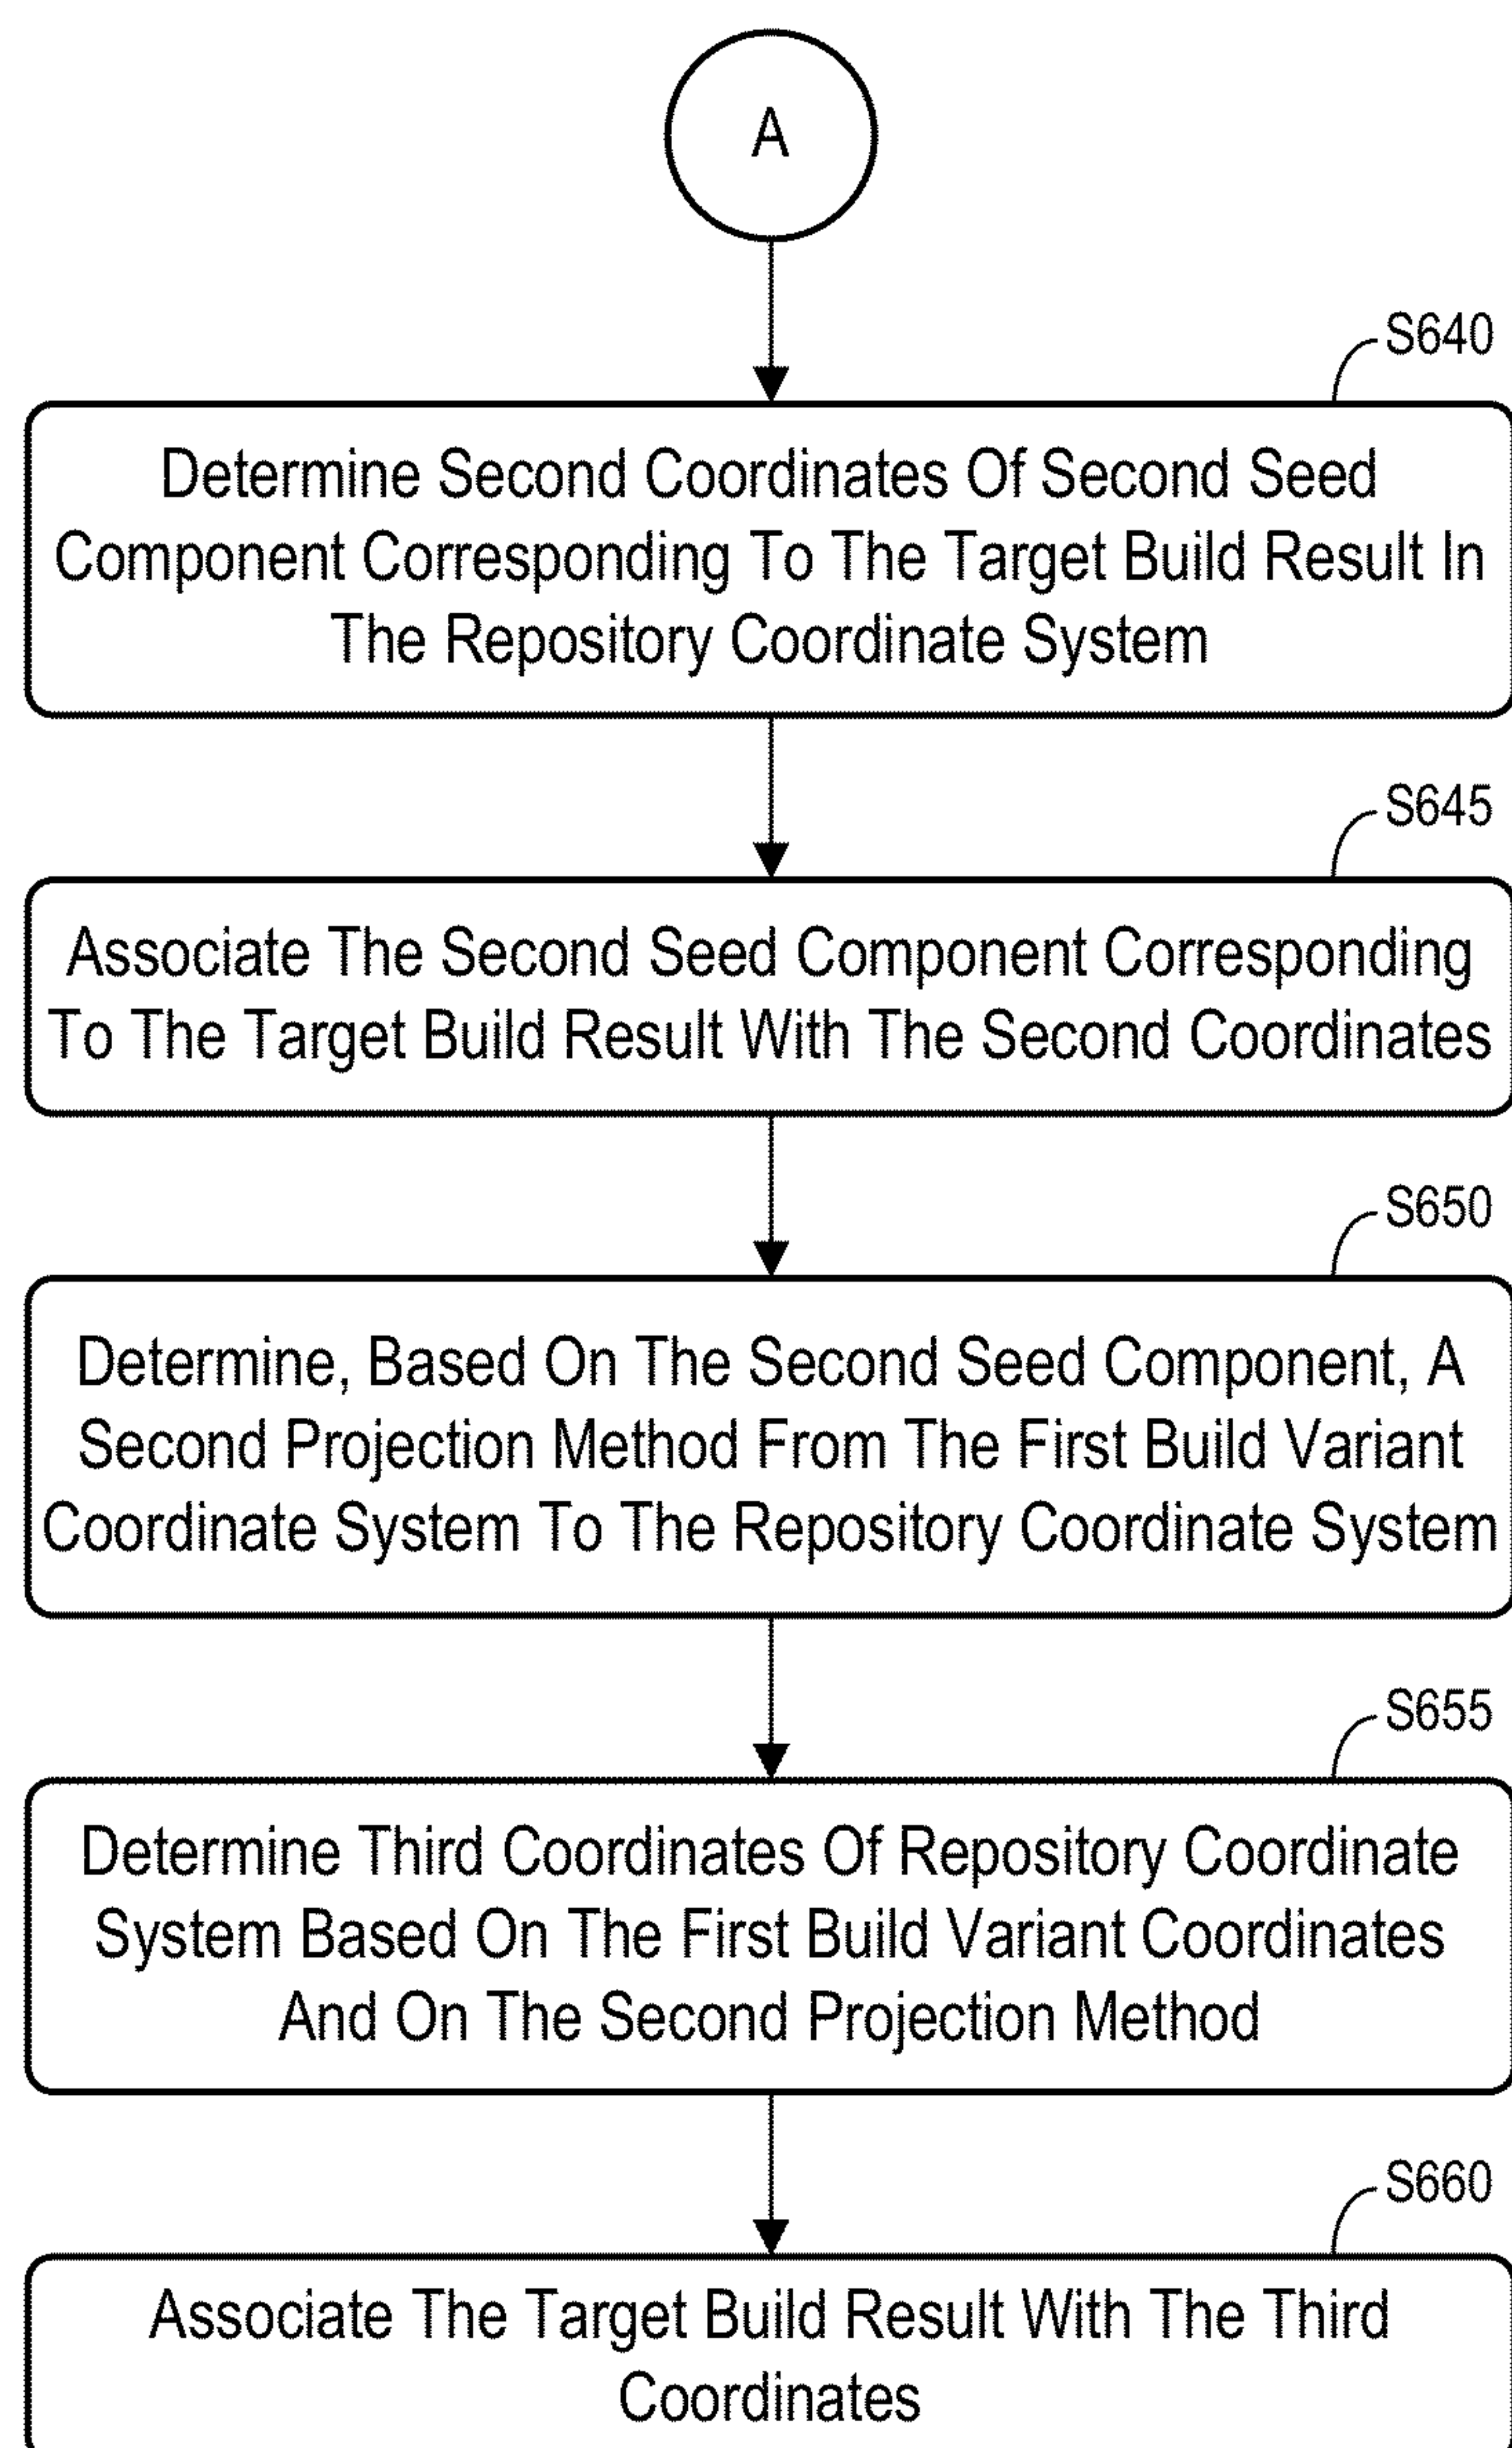 A
S640
Determine Second Coordinates Of Second Seed
Component Corresponding To The Target Build Result In
The Repository Coordinate System
S645
Associate The Second Seed Component Corresponding
To The Target Build Result With The Second Coordinates
S650
Determine, Based On The Second Seed Component, A
Second Projection Method From The First Build Variant
Coordinate System To The Repository Coordinate System
S655
Determine Third Coordinates Of Repository Coordinate
System Based On The First Build Variant Coordinates
And On The Second Projection Method
S660
Associate The Target Build Result With The Third
Coordinates